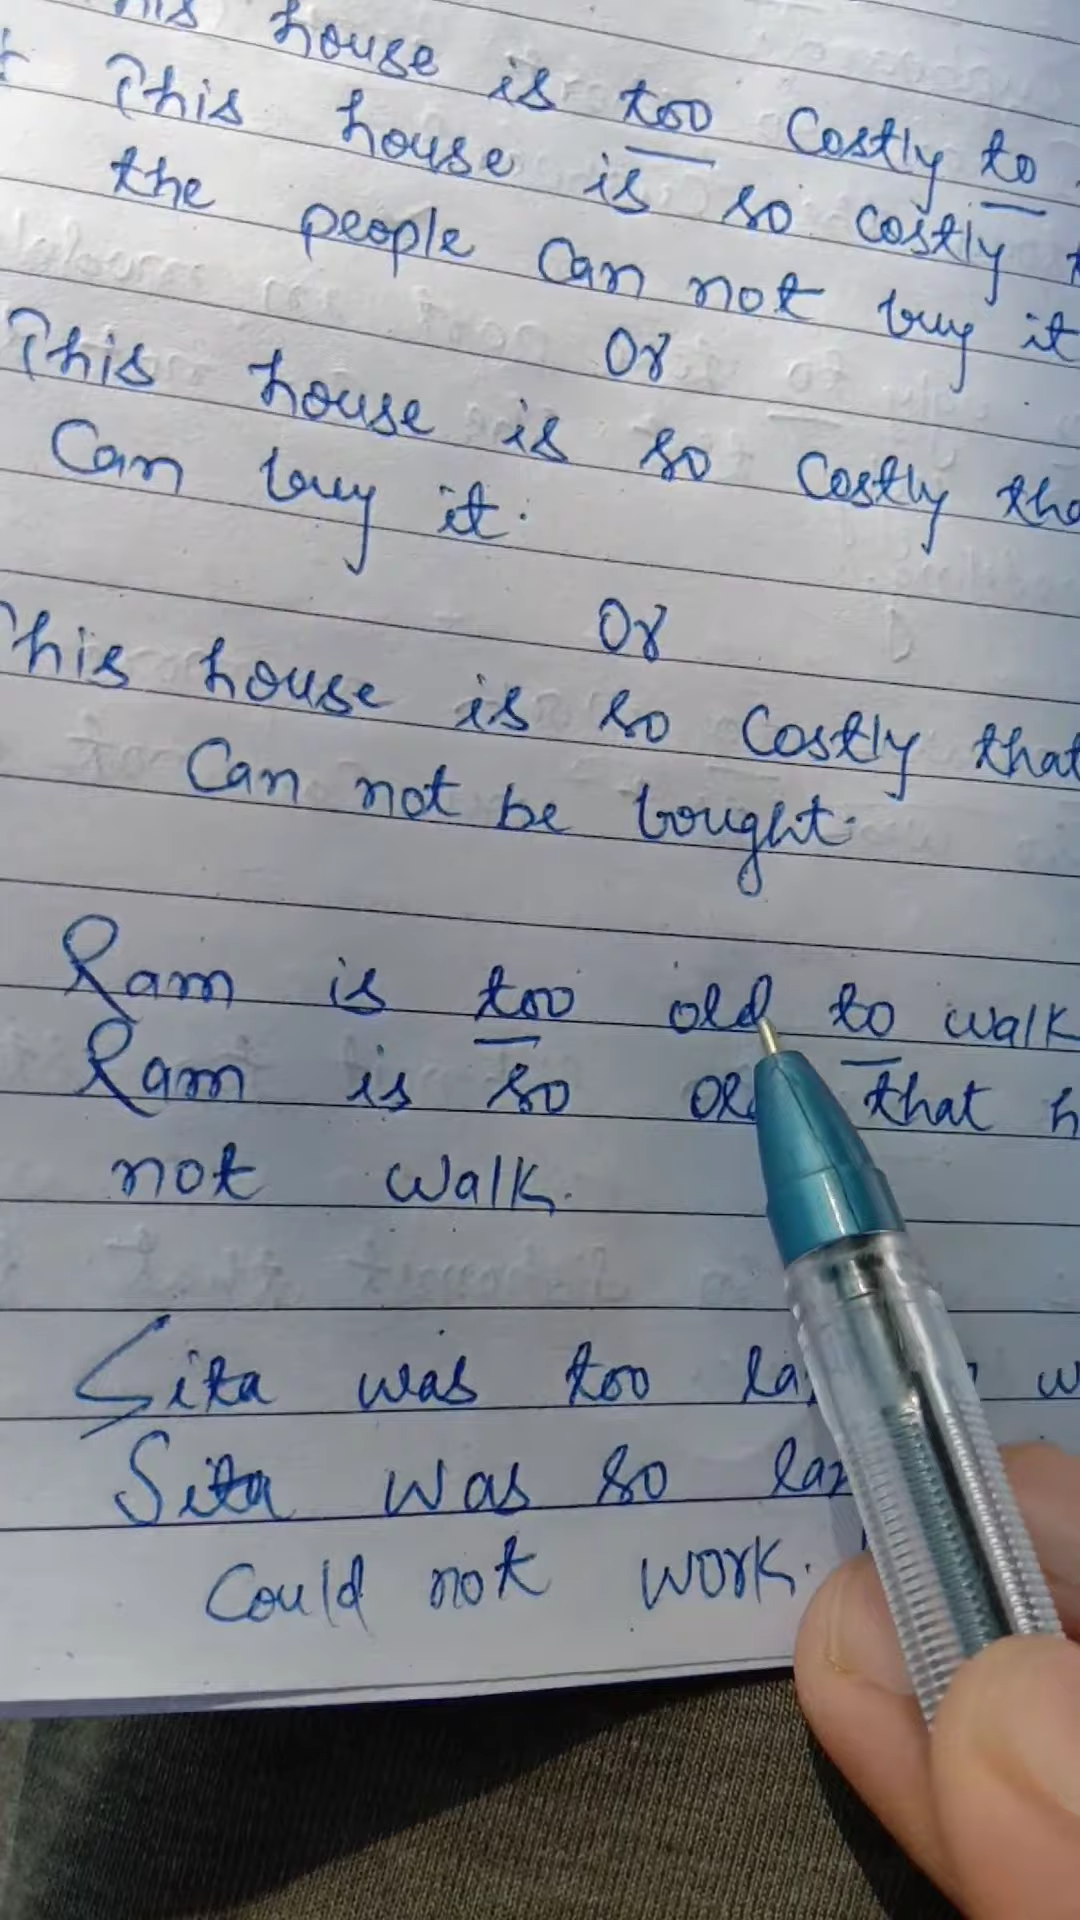 house is too Costly to
This house is so costly
the people Can not buy it
Or
This house is so Costly
Can buy it.
Or
This house is so Costly that
Can not be bought.
Ram is too old to walk
Ram is so that
not walk.
Sita was too
Sita was so
Could not work.